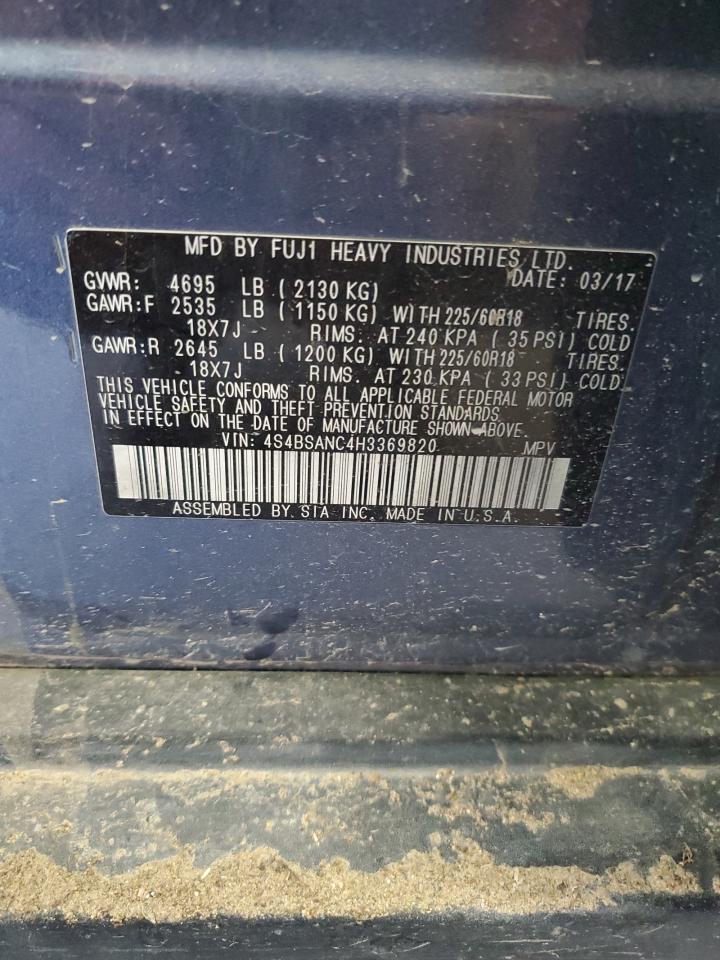 MFD BY FUJI HEAVY INDUSTRIES LTD.
GVWR: 4695 LB ( 2130 KG) DATE: 03/17
GAWR:F 2535 LB ( 1150 KG) WITH 225/60R18 TIRES.
18X7J RIMS. AT 240 KPA ( 35 PSI) COLD
GAWR:R 2645 LB ( 1200 KG) WITH 225/60R18 TIRES.
18X7J RIMS. AT 230 KPA ( 33 PSI) COLD.
THIS VEHICLE CONFORMS TO ALL APPLICABLE FEDERAL MOTOR
VEHICLE SAFETY AND THEFT PREVENTION STANDARDS
IN EFFECT ON THE DATE OF MANUFACTURE SHOWN ABOVE.
VIN: 4S4BSANC4H3369820 MPV
ASSEMBLED BY SIA INC. MADE IN U.S.A.